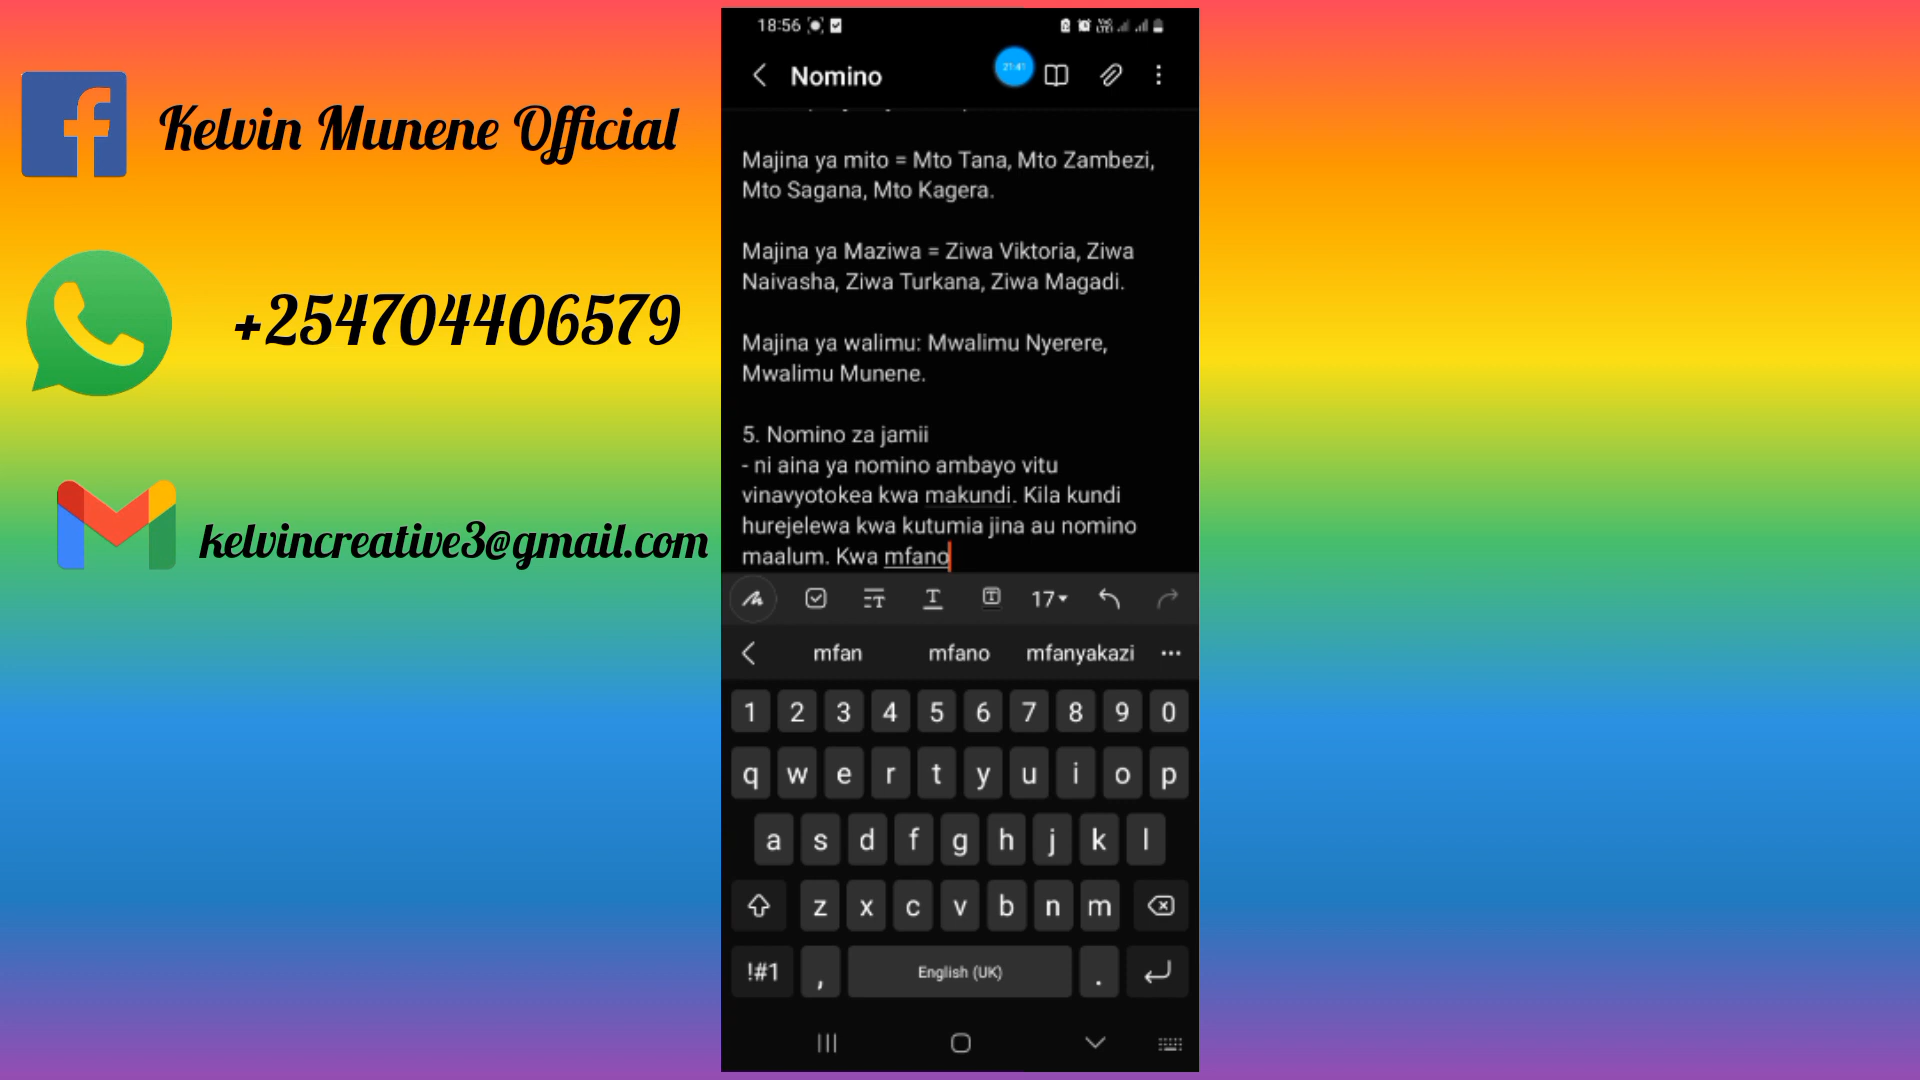 Kelvin Munene Official
+254704406579
kelvincreative3@gmail.com
18:56
Nomino
21:41
Majina ya mito = Mto Tana, Mto Zambezi,
Mto Sagana, Mto Kagera.
Majina ya Maziwa = Ziwa Viktoria, Ziwa
Naivasha, Ziwa Turkana, Ziwa Magadi.
Majina ya walimu: Mwalimu Nyerere,
Mwalimu Munene.
5. Nomino za jamii
- ni aina ya nomino ambayo vitu
vinavyotokea kwa makundi. Kila kundi
hurejelewa kwa kutumia jina au nomino
maalum. Kwa mfano
17
mfan mfano mfanyakazi
1 2 3 4 5 6 7 8 9 0
q w e r t y u i o p
a s d f g h j k l
z x c v b n m
!#1 , English (UK) .